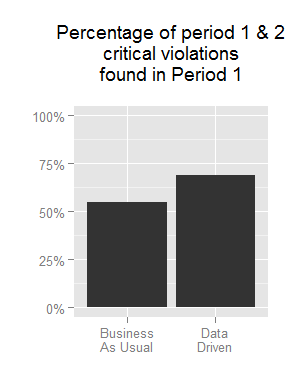 Percentage of period 1 & 2
critical violations
found in Period 1
100%
75%
50%
25%
0%
Business
As Usual
Data
Driven